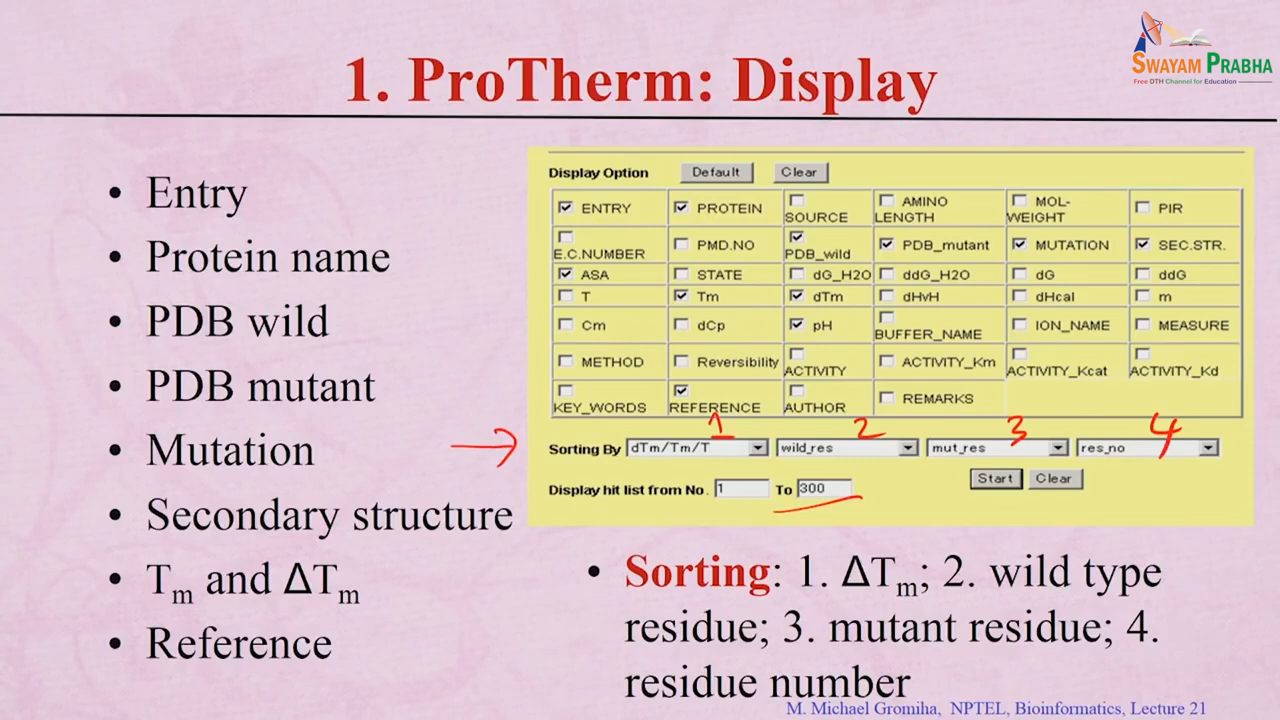 1. ProTherm: Display
SWAYAM PRABHA
Free DTH Channel for Education
• Entry
• Protein name
• PDB wild
• PDB mutant
• Mutation
• Secondary structure
• Tm and ΔTm
• Reference
Display Option Default Clear
ENTRY PROTEIN SOURCE AMINO LENGTH MOL-WEIGHT PIR
E.C.NUMBER PMD.NO PDB_wild PDB_mutant MUTATION SEC.STR.
ASA STATE dG_H2O ddG_H2O dG ddG
T Tm dTm dHvH dHcal m
Cm dCp pH BUFFER_NAME ION_NAME MEASURE
METHOD Reversibility ACTIVITY ACTIVITY_Km ACTIVITY_Kcat ACTIVITY_Kd
KEY_WORDS REFERENCE AUTHOR REMARKS
1 2 3 4
Sorting By dTm/Tm/T wild_res mut_res res_no
Display hit list from No. 1 To 300 Start Clear
• Sorting: 1. ΔTm; 2. wild type
residue; 3. mutant residue; 4.
residue number
M. Michael Gromiha, NPTEL, Bioinformatics, Lecture 21